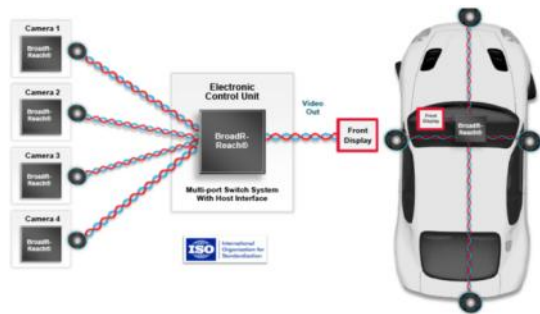 Camera 1
BroadR-
Reach®
Camera 2
BroadR-
Reach®
Camera 3
BroadR-
Reach®
Camera 4
BroadR-
Reach®
Electronic
Control Unit
BroadR-
Reach®
Multi-port Switch System
With Host Interface
Video
Out
Front
Display
ISO
International
Organization for
Standardization
Front
Display
BroadR-
Reach®